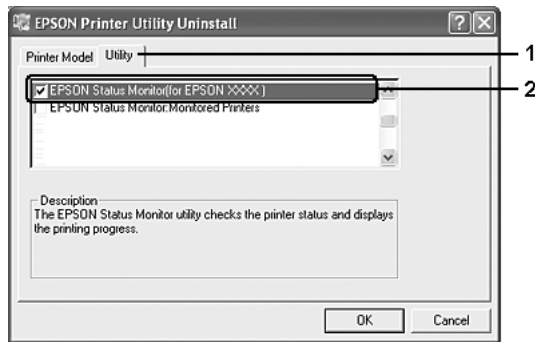 EPSON Printer Utility Uninstall
Printer Model Utility 1
EPSON Status Monitor(for EPSON XXXX ) 2
EPSON Status Monitor:Monitored Printers
Description
The EPSON Status Monitor utility checks the printer status and displays
the printing progress.
OK Cancel